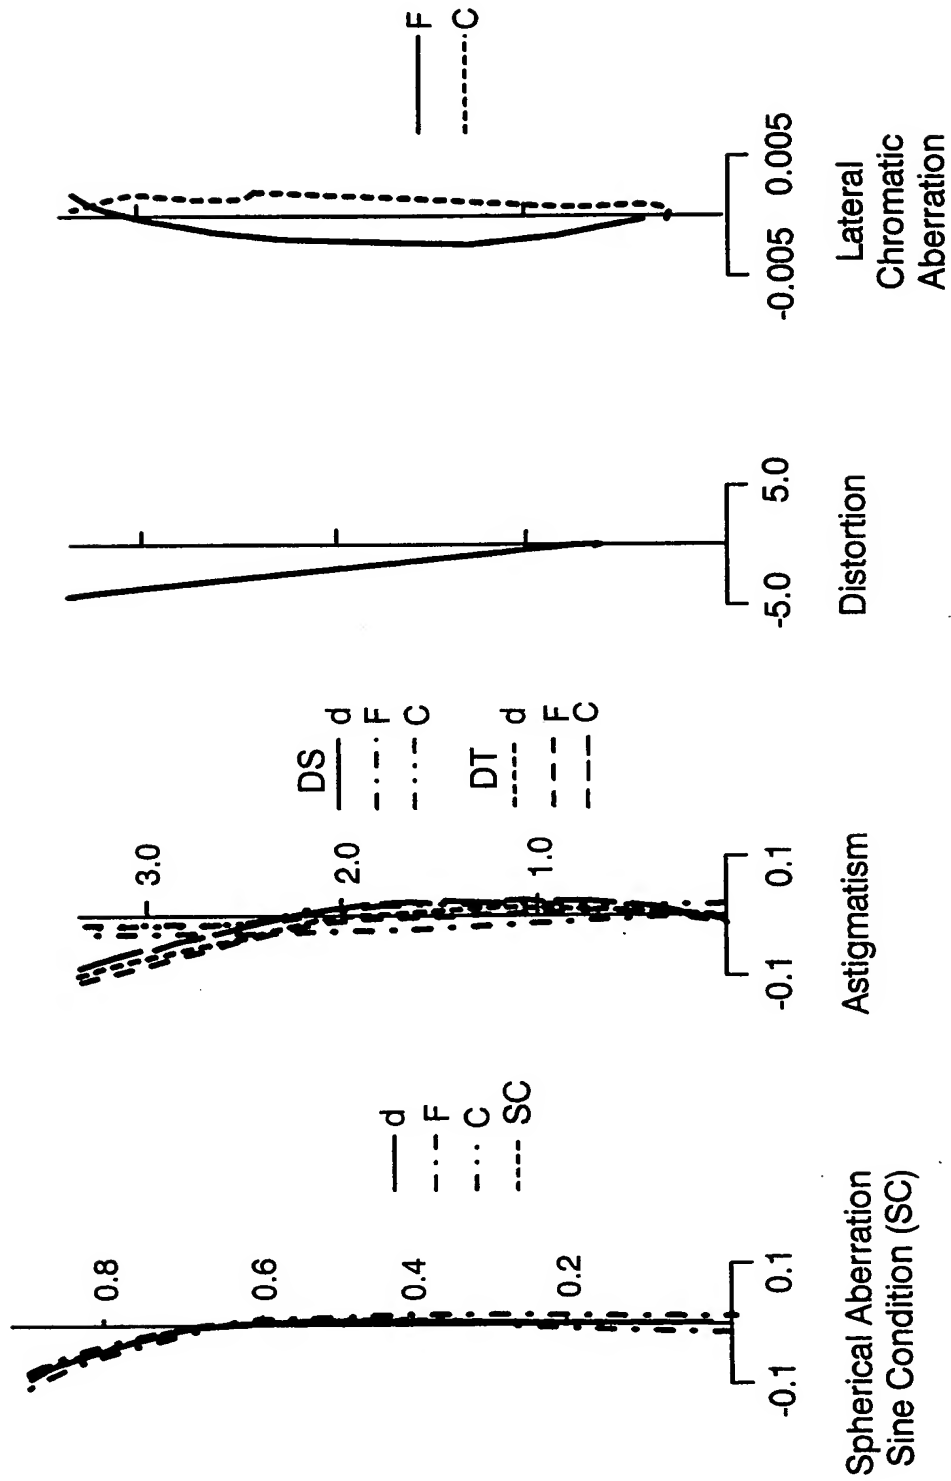 F
C
-0.005 0.005
Lateral
Chromatic
Aberration
-5.0 5.0
Distortion
DS
d
F
C
DT
d
F
C
3.0
2.0
1.0
-0.1 0.1
Astigmatism
d
F
C
SC
0.8
0.6
0.4
0.2
-0.1 0.1
Spherical Aberration
Sine Condition (SC)